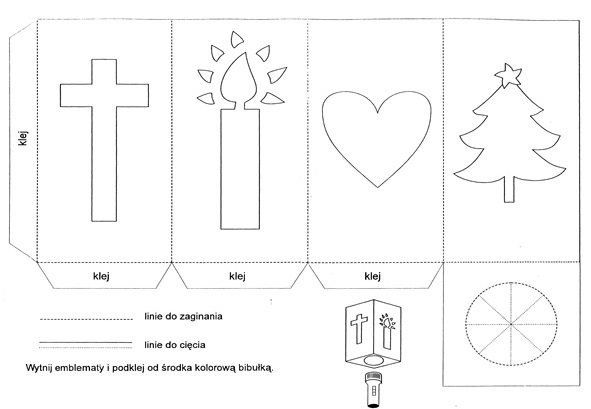 klej
klej
klej
klej
linie do zaginania
linie do cięcia
Wytnij emblematy i podklej od środka kolorową bibułką.